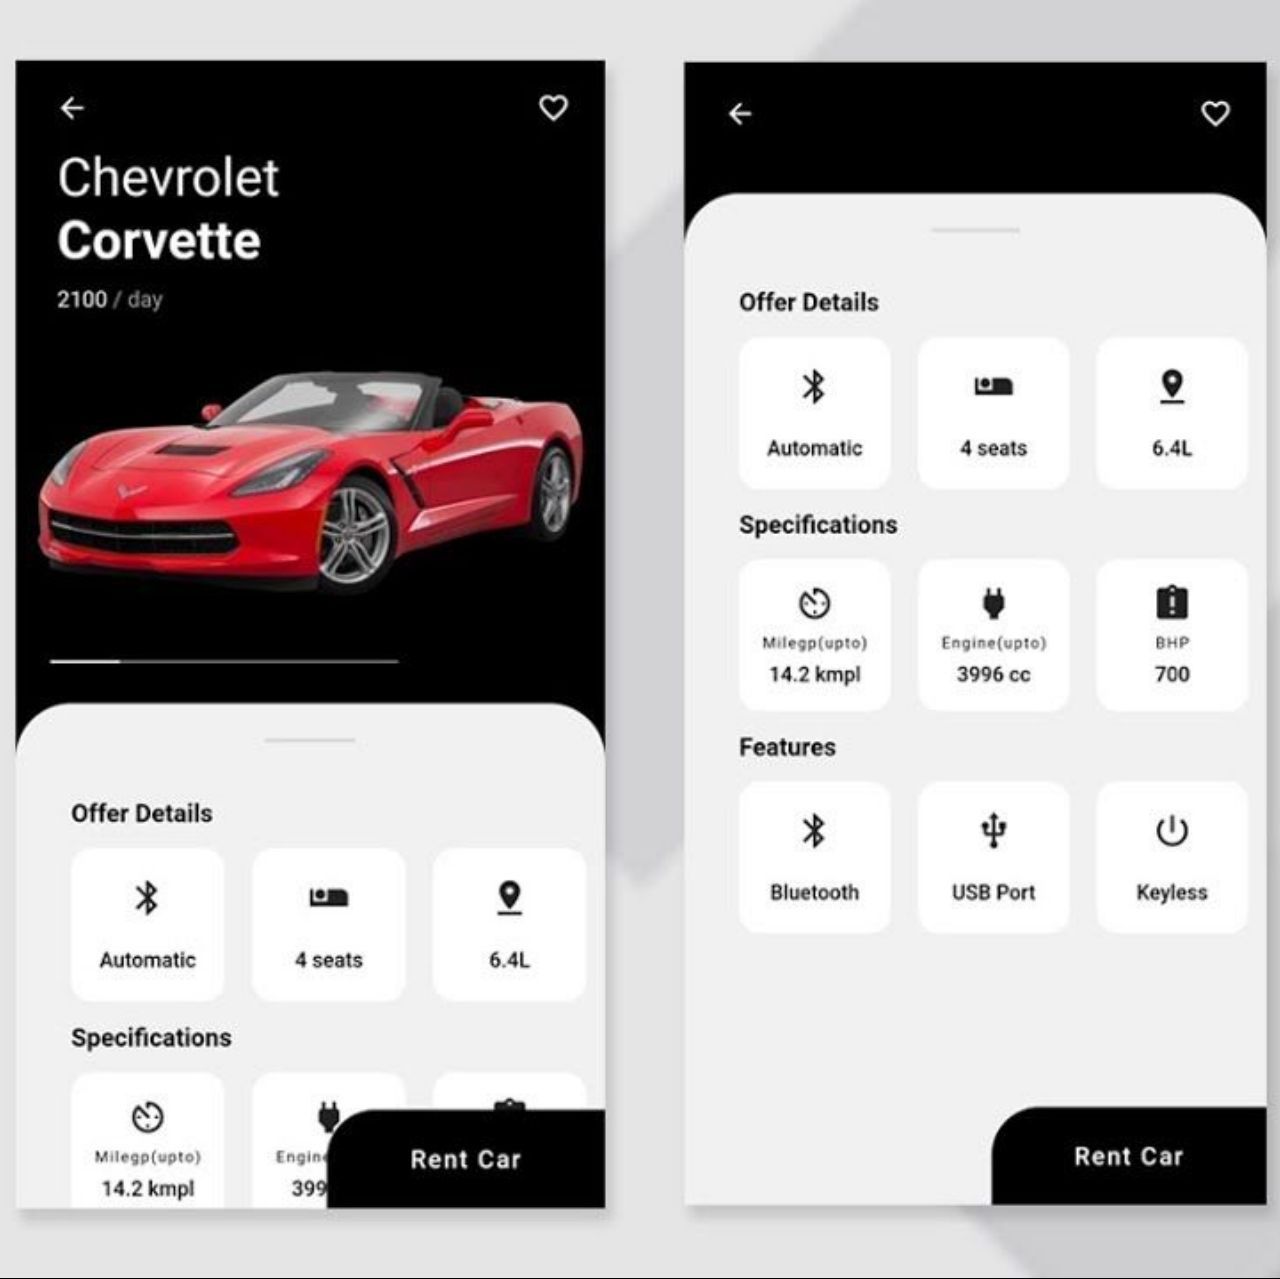 Chevrolet
Corvette
2100 / day
Offer Details
Automatic
4 seats
6.4L
Specifications
Milegp(upto)
14.2 kmpl
Engine
399
Rent Car
Offer Details
Automatic
4 seats
6.4L
Specifications
Milegp(upto)
Engine(upto)
BHP
14.2 kmpl
3996 cc
700
Features
Bluetooth
USB Port
Keyless
Rent Car